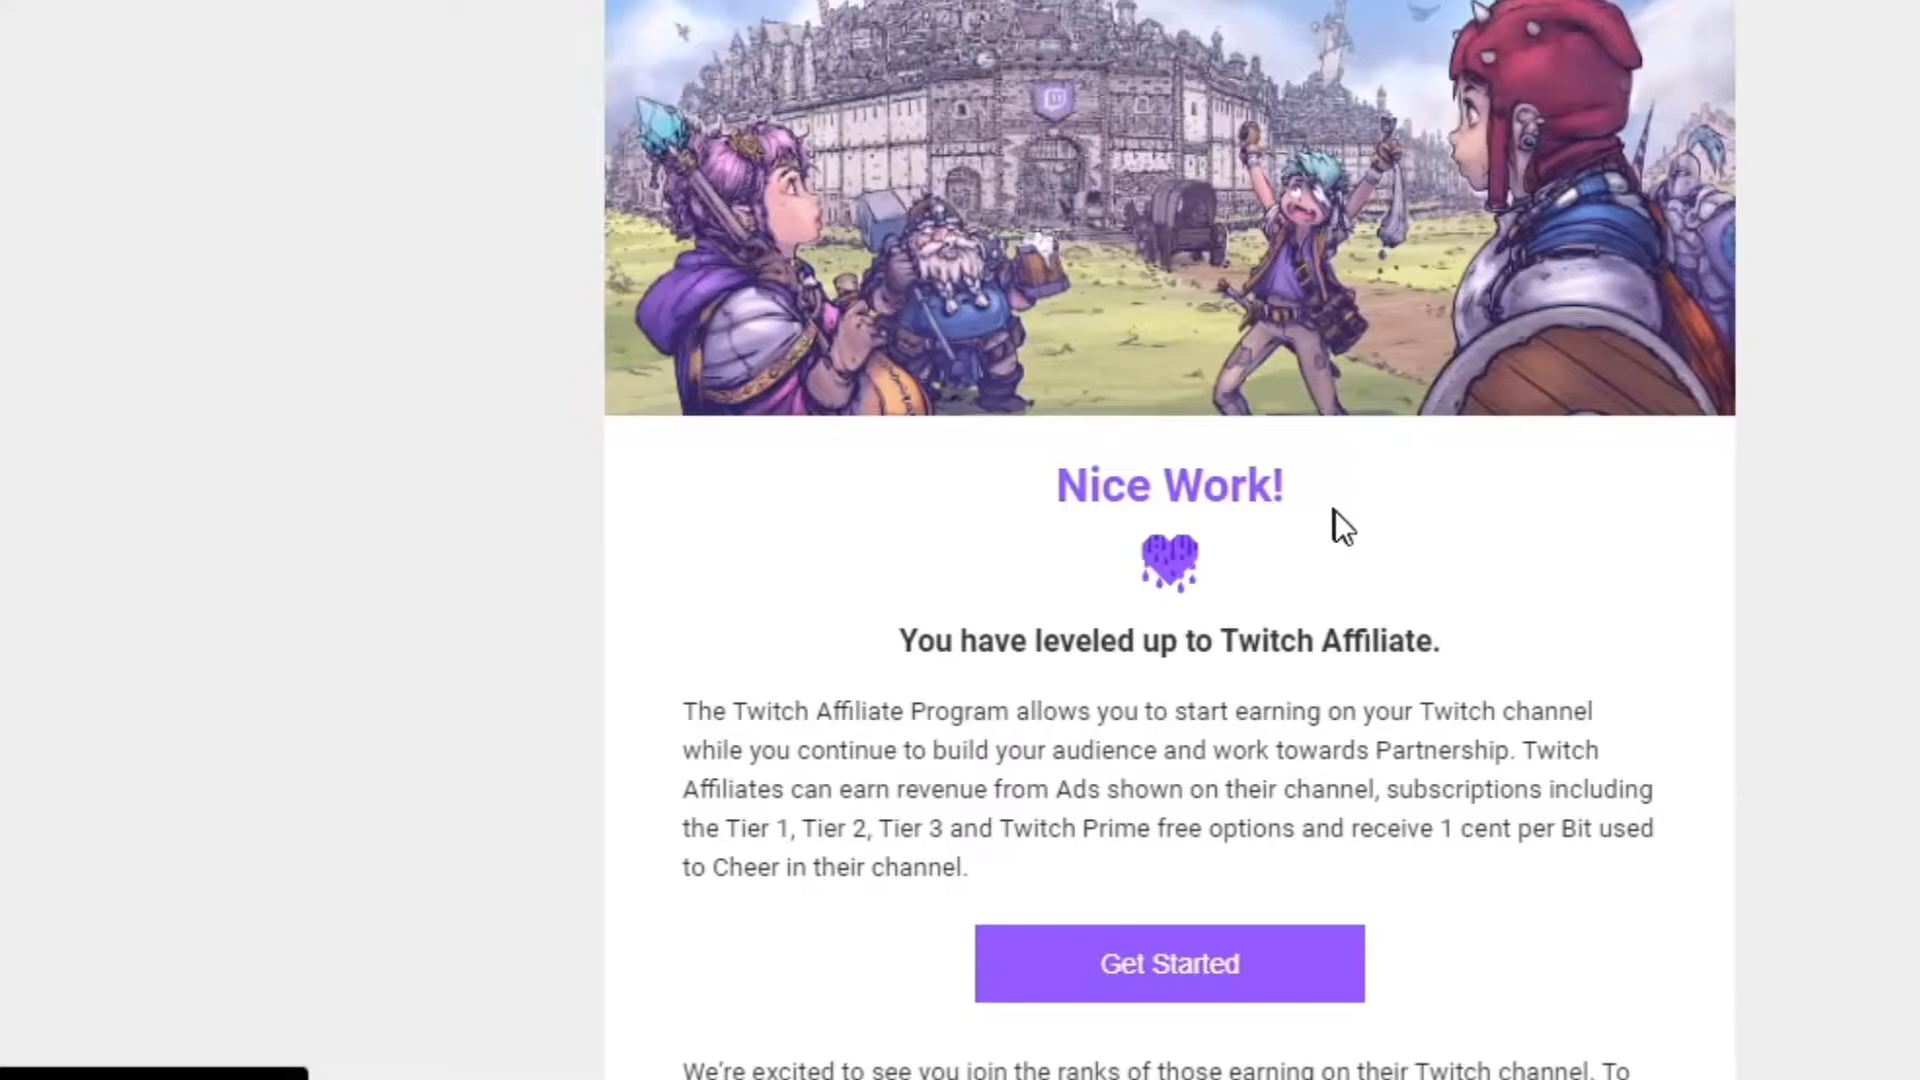 Nice Work!
You have leveled up to Twitch Affiliate.
The Twitch Affiliate Program allows you to start earning on your Twitch channel
while you continue to build your audience and work towards Partnership. Twitch
Affiliates can earn revenue from Ads shown on their channel, subscriptions including
the Tier 1, Tier 2, Tier 3 and Twitch Prime free options and receive 1 cent per Bit used
to Cheer in their channel.
Get Started
We're excited to see you join the ranks of those earning on their Twitch channel. To